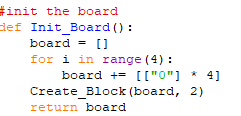 #init the board
def Init_Board():
    board = []
    for i in range(4):
        board += [["0"] * 4]
    Create_Block(board, 2)
    return board